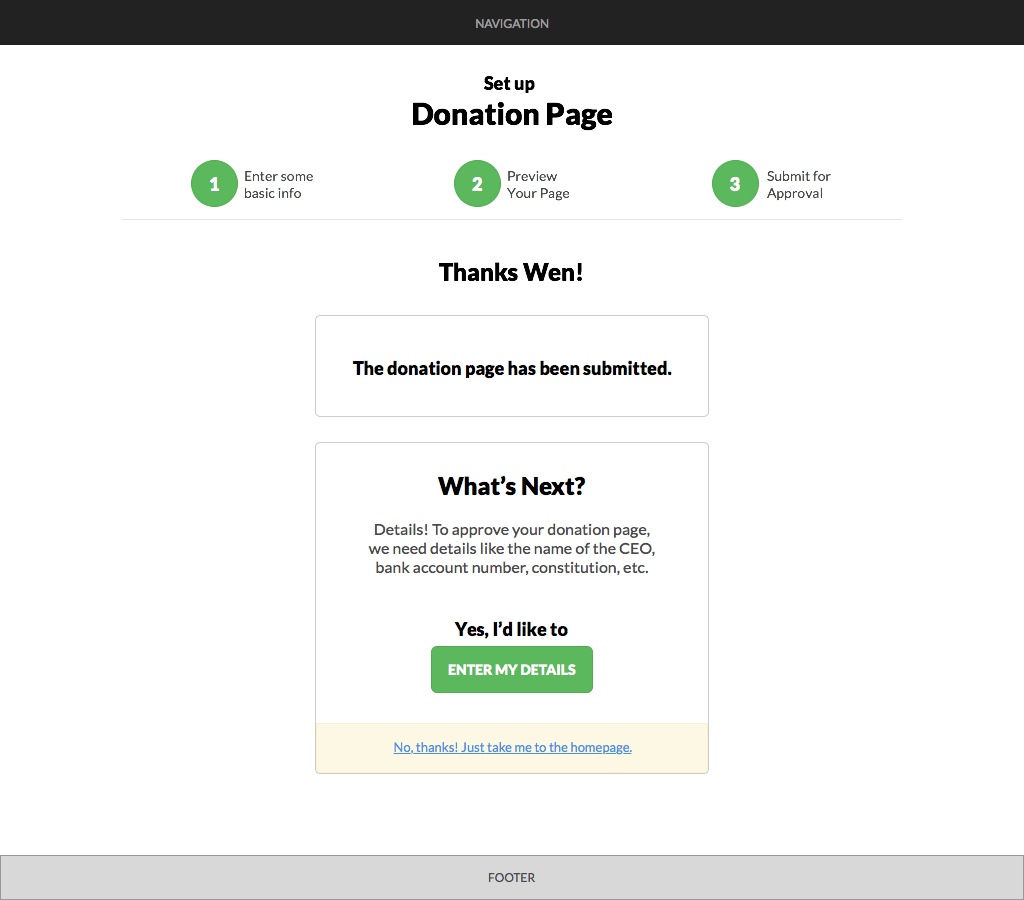 NAVIGATION
Set up
Donation Page
1
Enter some
basic info
2
Preview
Your Page
3
Submit for
Approval
Thanks Wen!
The donation page has been submitted.
What's Next?
Details! To approve your donation page,
we need details like the name of the CEO,
bank account number, constitution, etc.
Yes, I'd like to
ENTER MY DETAILS
No, thanks! Just take me to the homepage.
FOOTER